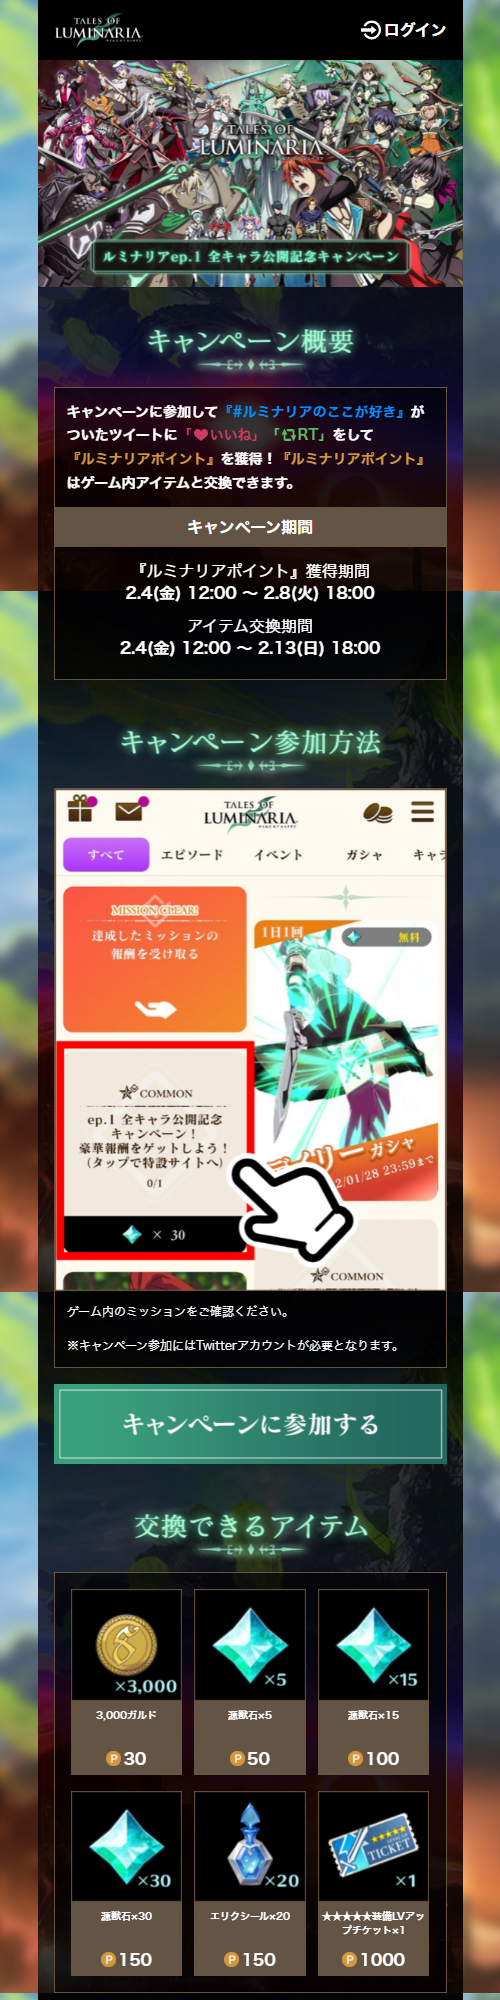 TALES OF
LUMINARIA
ログイン
TALES OF
LUMINARIA
ルミナリアep.1 全キャラ公開記念キャンペーン
キャンペーン概要
キャンペーンに参加して『#ルミナリアのここが好き』が
ついたツイートに「♥いいね」「RT」をして
『ルミナリアポイント』を獲得！『ルミナリアポイント』
はゲーム内アイテムと交換できます。
キャンペーン期間
『ルミナリアポイント』獲得期間
2.4(金) 12:00 〜 2.8(火) 18:00
アイテム交換期間
2.4(金) 12:00 〜 2.13(日) 18:00
キャンペーン参加方法
TALES OF
LUMINARIA
すべて
エピソード
イベント
ガシャ
キャラ
MISSION CLEAR!
達成したミッションの
報酬を受け取る
1日1回
無料
COMMON
ep.1 全キャラ公開記念
キャンペーン！
豪華報酬をゲットしよう！
(タップで特設サイトへ)
0/1
× 30
デイリーガシャ
2/01/28 23:59まで
COMMON
ゲーム内のミッションをご確認ください。
※キャンペーン参加にはTwitterアカウントが必要となります。
キャンペーンに参加する
交換できるアイテム
×3,000
×5
×15
3,000ガルド
源獣石×5
源獣石×15
P 30
P 50
P 100
×30
×20
TICKET
×1
源獣石×30
エリクシール×20
★★★★★装備LVアッ
プチケット×1
P 150
P 150
P 1000